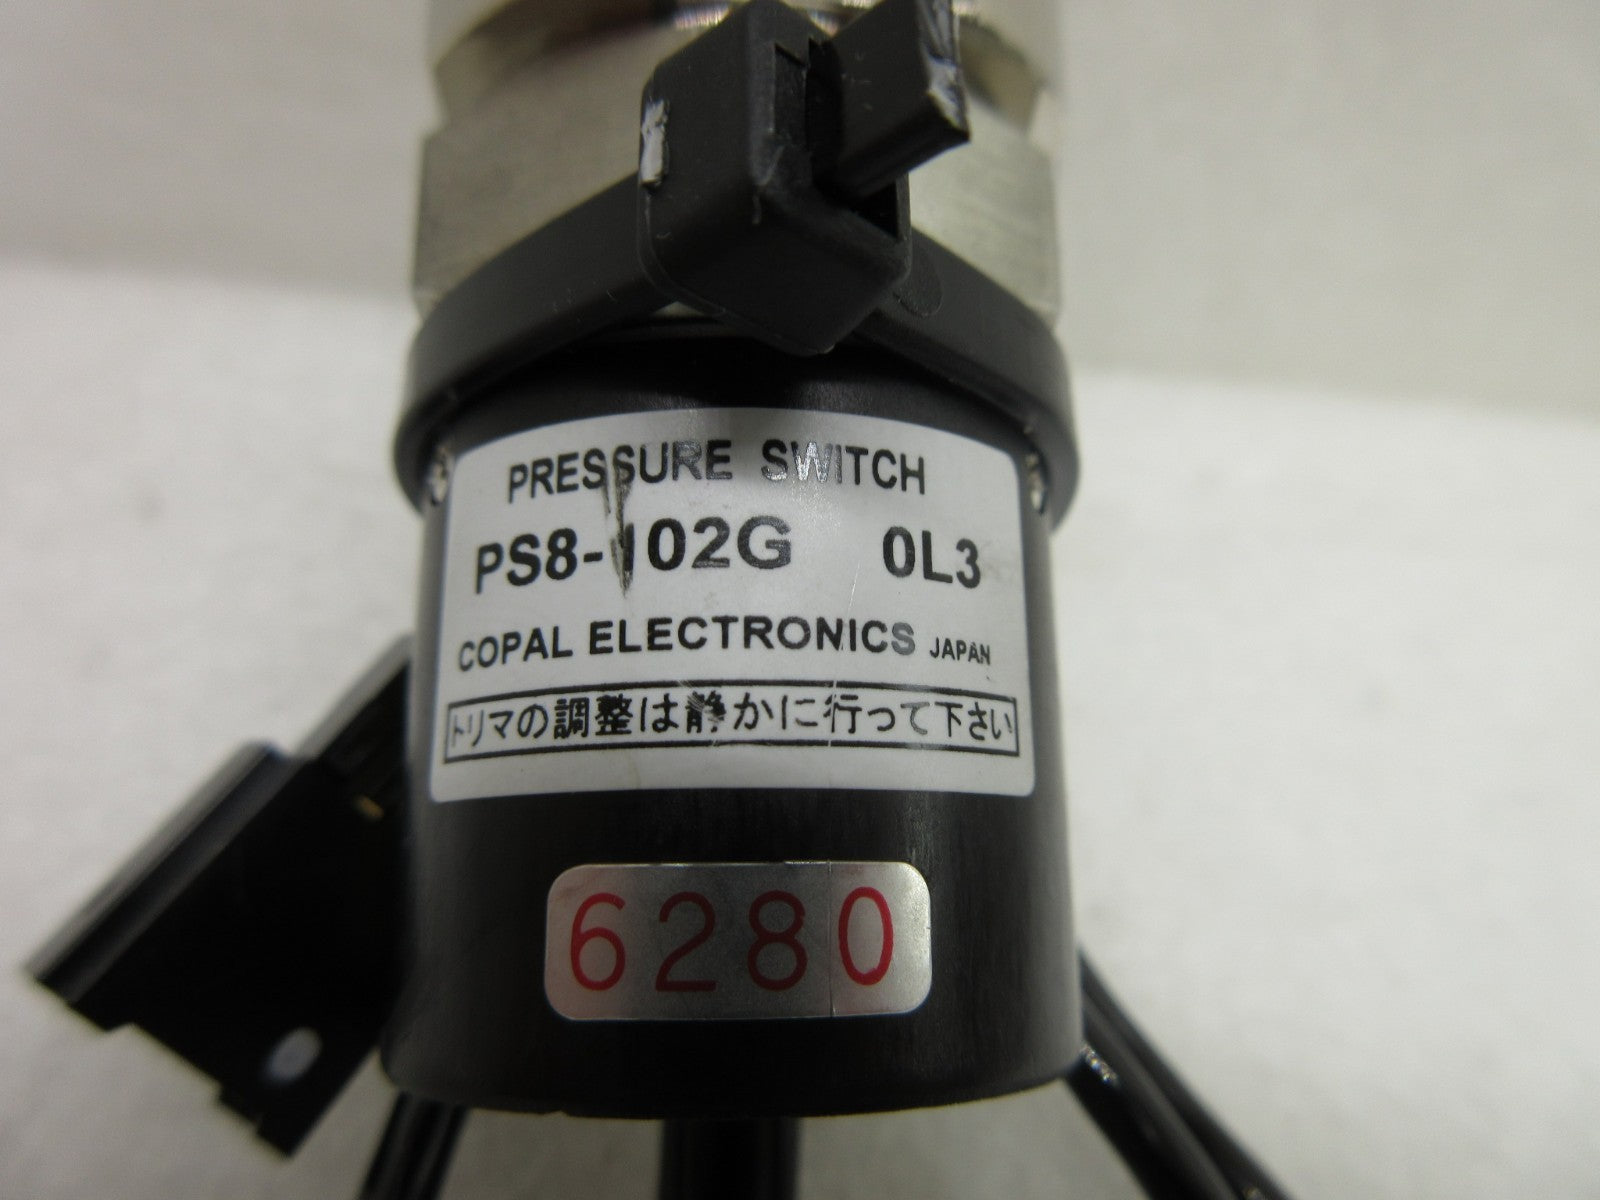 PRESSURE SWITCH
PS8-102G 0L3
COPAL ELECTRONICS JAPAN
トリマの調整は静かに行って下さい
6280